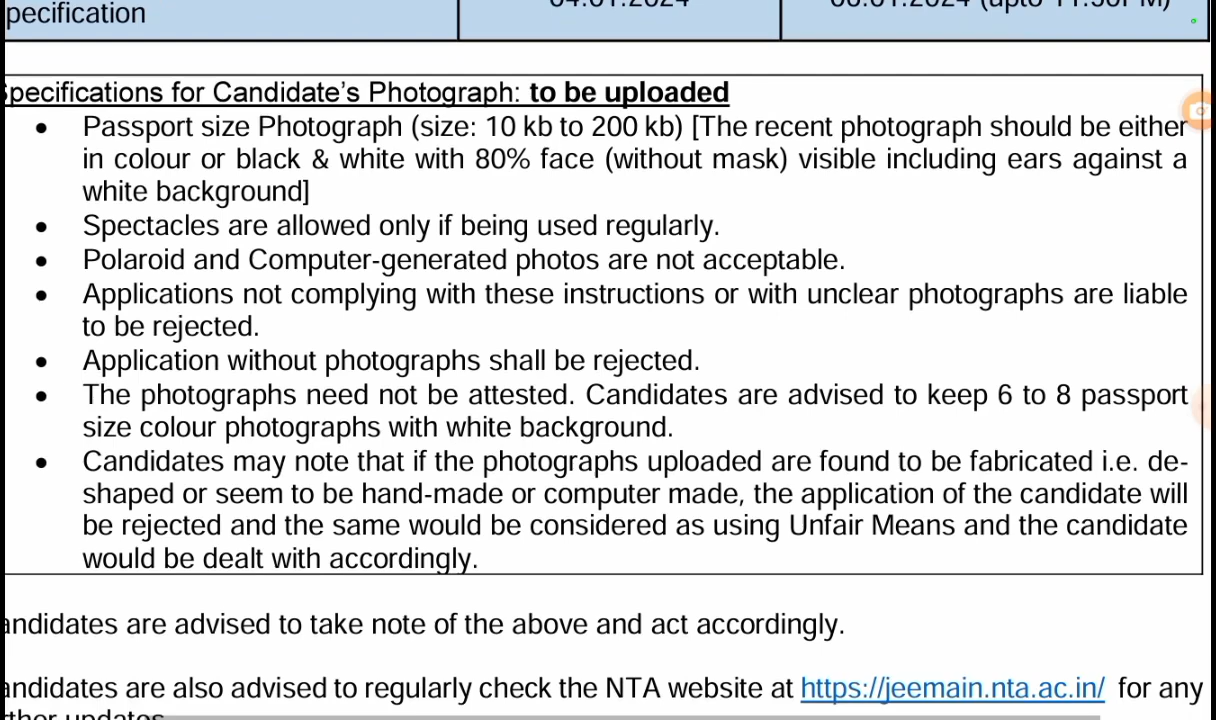 pecification
Specifications for Candidate's Photograph: to be uploaded
• Passport size Photograph (size: 10 kb to 200 kb) [The recent photograph should be either
in colour or black & white with 80% face (without mask) visible including ears against a
white background]
• Spectacles are allowed only if being used regularly.
• Polaroid and Computer-generated photos are not acceptable.
• Applications not complying with these instructions or with unclear photographs are liable
to be rejected.
• Application without photographs shall be rejected.
• The photographs need not be attested. Candidates are advised to keep 6 to 8 passport
size colour photographs with white background.
• Candidates may note that if the photographs uploaded are found to be fabricated i.e. de-
shaped or seem to be hand-made or computer made, the application of the candidate will
be rejected and the same would be considered as using Unfair Means and the candidate
would be dealt with accordingly.
andidates are advised to take note of the above and act accordingly.
andidates are also advised to regularly check the NTA website at https://jeemain.nta.ac.in/ for any